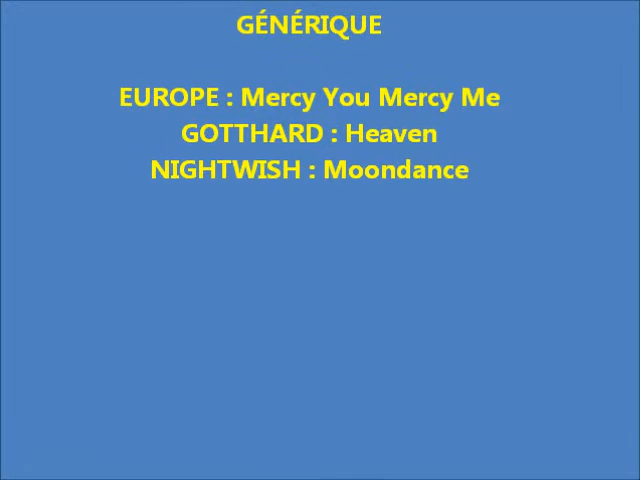 GÉNÉRIQUE
EUROPE : Mercy You Mercy Me
GOTTHARD : Heaven
NIGHTWISH : Moondance